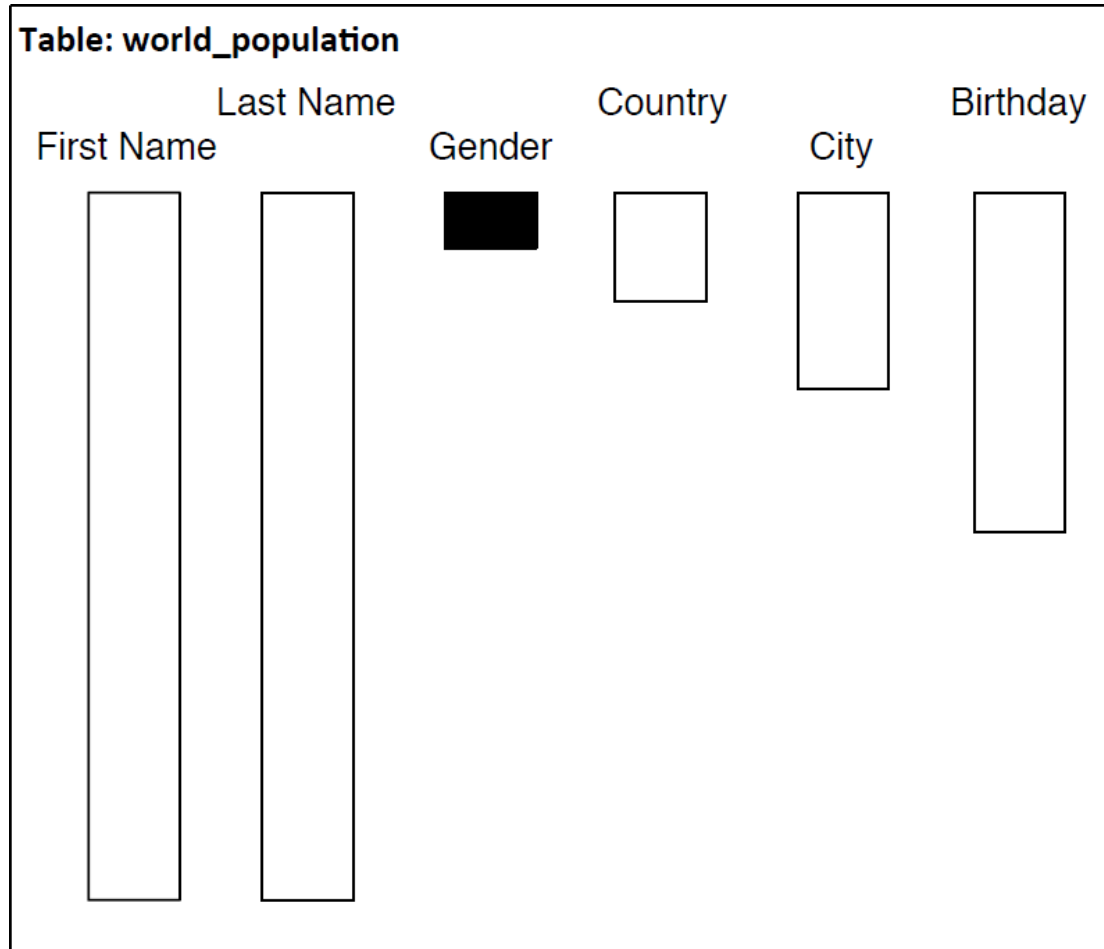 Table: world_population
Last Name Country Birthday
First Name Gender City